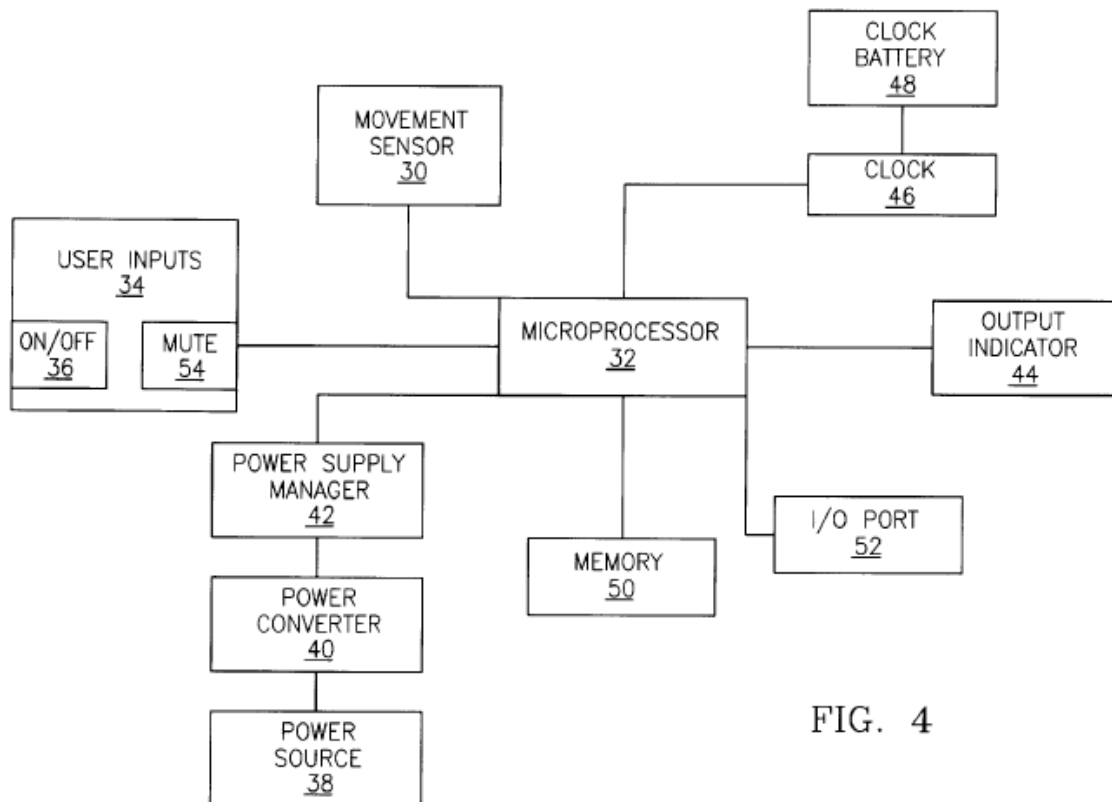 CLOCK
BATTERY
48
MOVEMENT
SENSOR
30
CLOCK
46
USER INPUTS
34
ON/OFF
36
MUTE
54
MICROPROCESSOR
32
OUTPUT
INDICATOR
44
POWER SUPPLY
MANAGER
42
I/O PORT
52
MEMORY
50
POWER
CONVERTER
40
POWER
SOURCE
38
FIG. 4